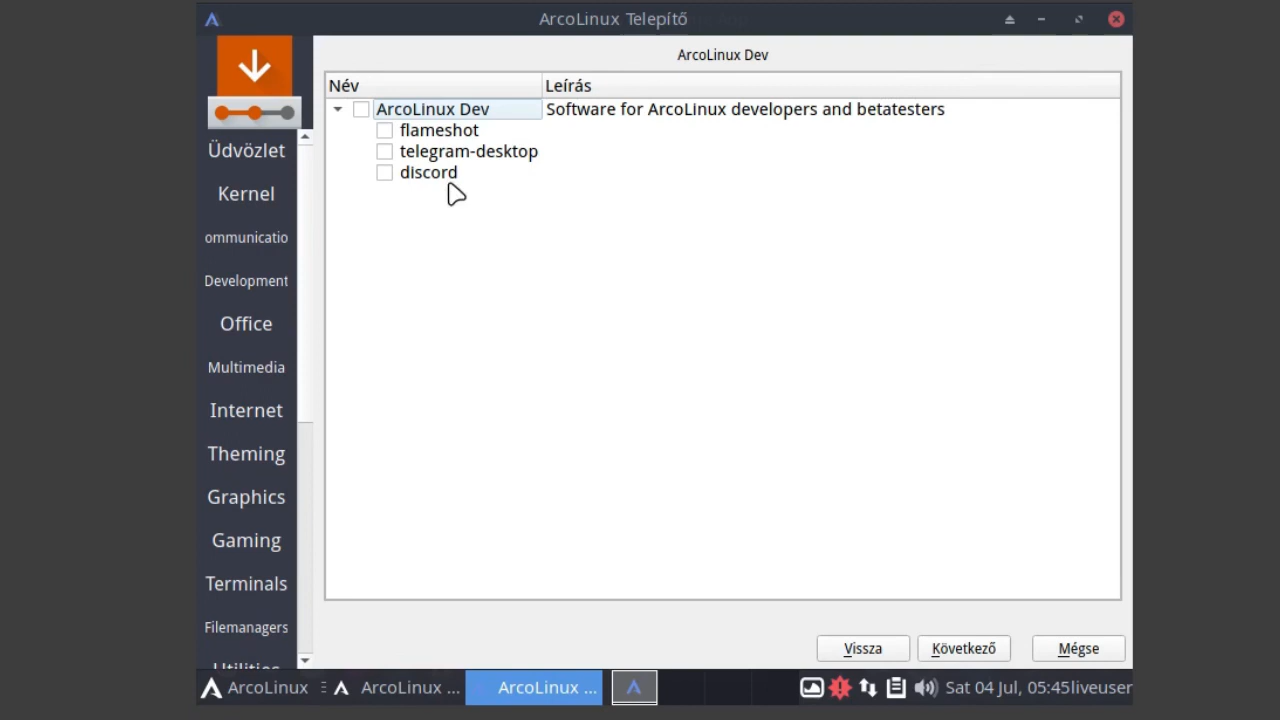 ArcoLinux Telepítő
ArcoLinux Dev
Név
Leírás
ArcoLinux Dev
Software for ArcoLinux developers and betatesters
flameshot
telegram-desktop
discord
Üdvözlet
Kernel
ommunicatio
Development
Office
Multimedia
Internet
Theming
Graphics
Gaming
Terminals
Filemanagers
Utilities
Vissza
Következő
Mégse
ArcoLinux
ArcoLinux ...
ArcoLinux ...
Sat 04 Jul, 05:45liveuser